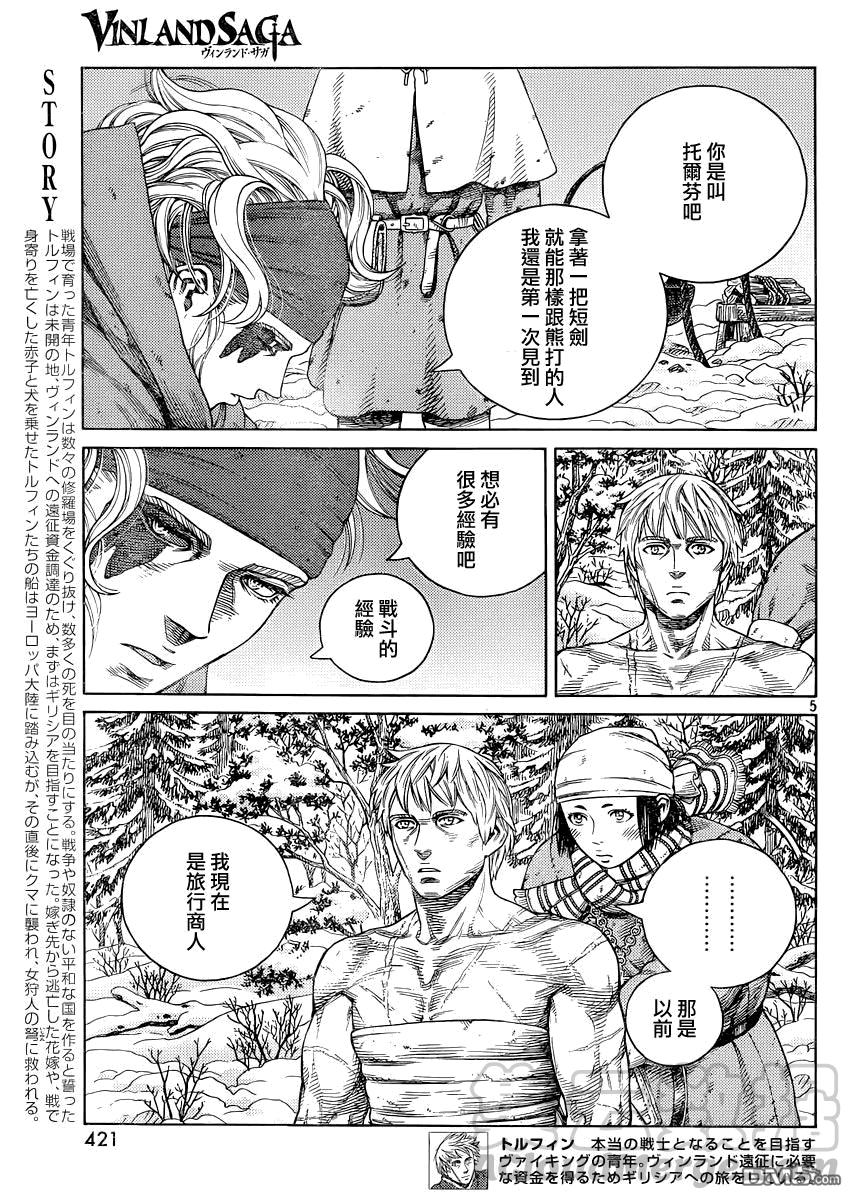 VINLAND SAGA
ヴィンランド・サガ
STORY
戦場で育った青年トルフィンは数々の修羅場をくぐり抜け、数多くの死を目の当たりにする。戦争や奴隷のない平和な国を作ると誓った
トルフィンは未開の地、ヴィンランドへの遠征資金調達のため、まずはギリシアを目指すことになった。嫁ぎ先から逃亡した花嫁や、戦で
身寄りを亡くした赤子と犬を乗せたトルフィンたちの船はヨーロッパ大陸に踏み込むが、その直後にクマに襲われ、女狩人の弩に救われる。
你是叫
托爾芬吧
拿著一把短劍
就能那樣跟熊打的人
我還是第一次見到
想必有
很多經驗吧
戰斗的
經驗
5
………
………
那是
以前
我現在
是旅行商人
421
トルフィン 本当の戦士となることを目指す
ヴァイキングの青年。ヴィンランド遠征に必要
な資金を得るためギリシアへの旅を